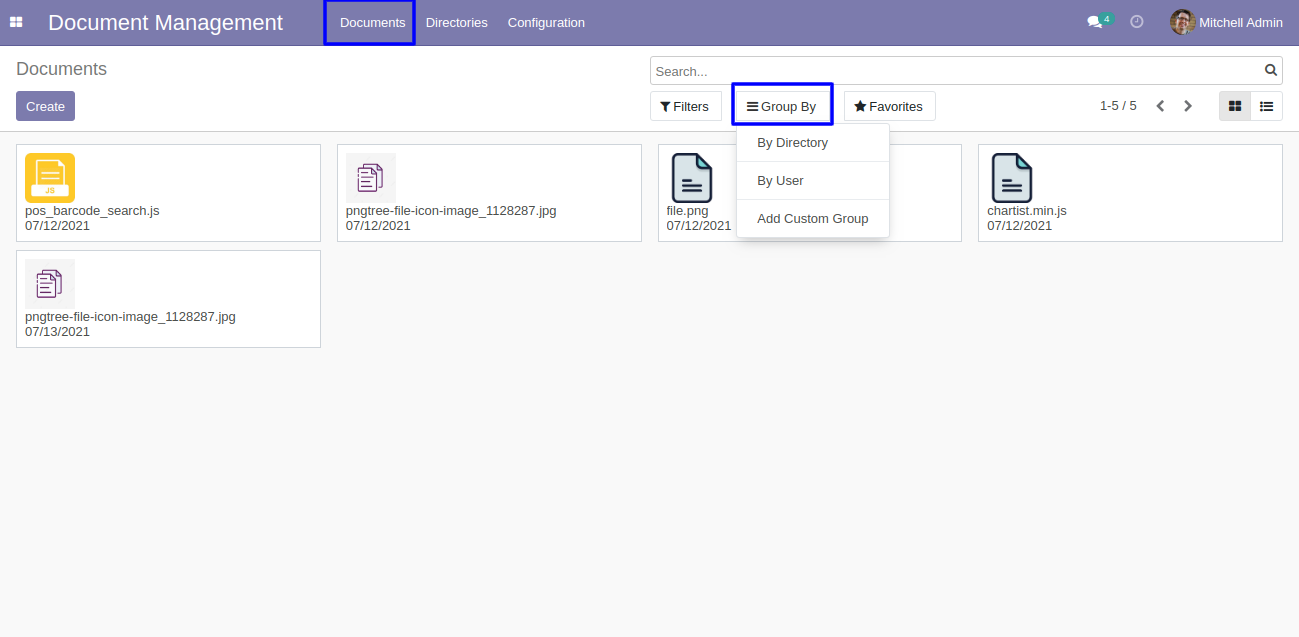 Document Management
Documents
Directories
Configuration
4
Mitchell Admin
Documents
Search...
Create
Filters
Group By
Favorites
1-5 / 5
By Directory
By User
Add Custom Group
JS
pos_barcode_search.js
07/12/2021
pngtree-file-icon-image_1128287.jpg
07/12/2021
file.png
07/12/2021
chartist.min.js
07/12/2021
pngtree-file-icon-image_1128287.jpg
07/13/2021